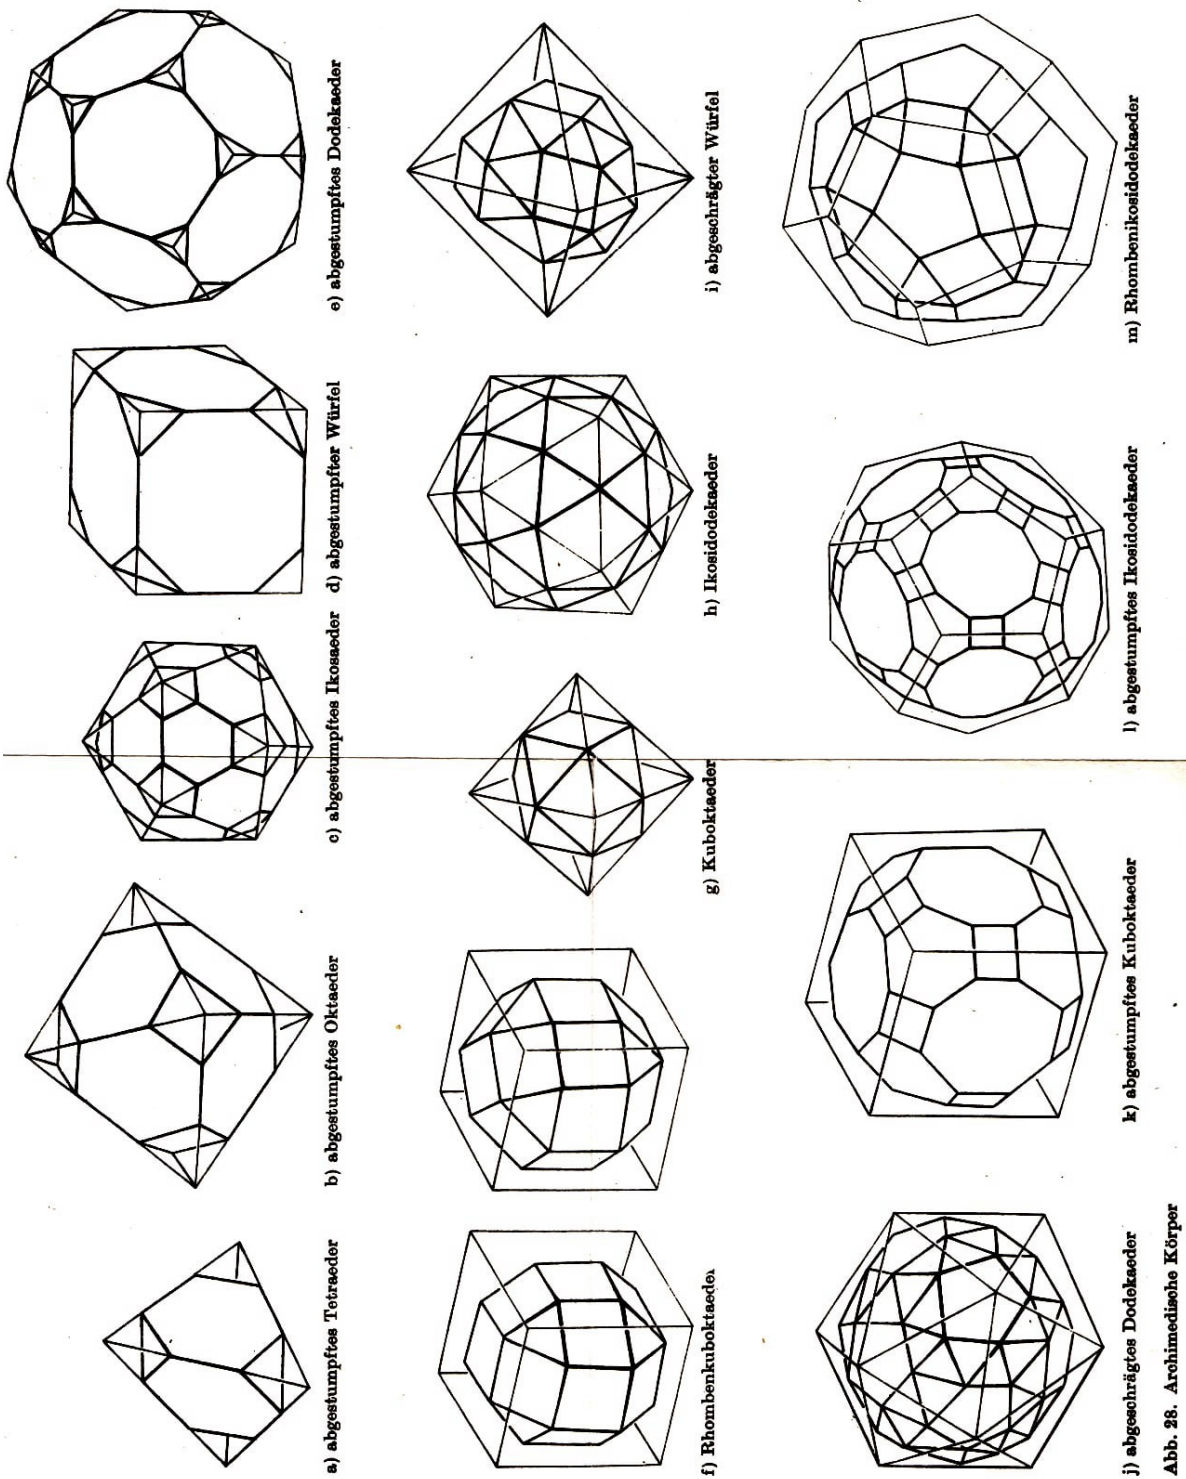 a) abgestumpftes Tetraeder
b) abgestumpftes Oktaeder
c) abgestumpftes Ikosaeder
d) abgestumpfter Würfel
e) abgestumpftes Dodekaeder
f) Rhombenkuboktaeder
g) Kuboktaeder
h) Ikosidodekaeder
i) abgeschrägter Würfel
j) abgeschrägtes Dodekaeder
k) abgestumpftes Kuboktaeder
l) abgestumpftes Ikosidodekaeder
m) Rhombenikosidodekaeder
Abb. 28. Archimedische Körper